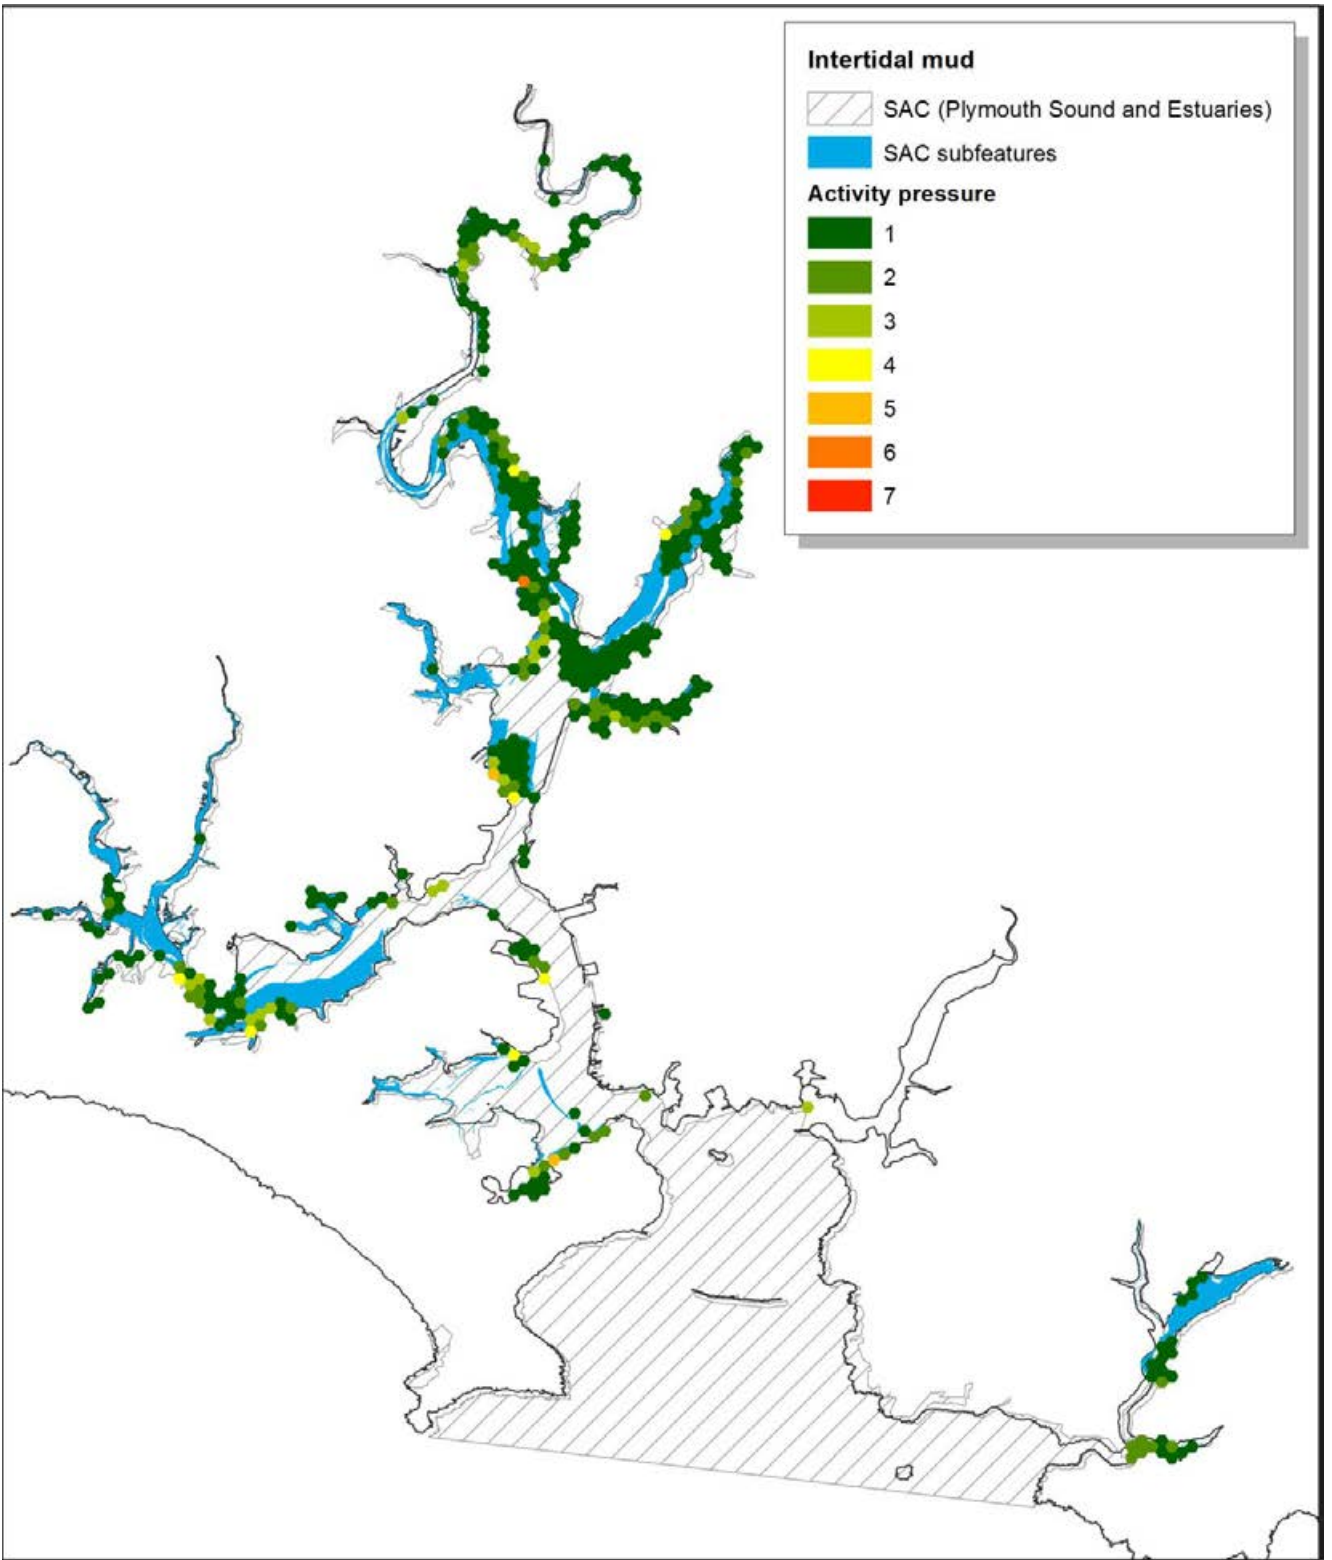 Intertidal mud
SAC (Plymouth Sound and Estuaries)
SAC subfeatures
Activity pressure
1
2
3
4
5
6
7